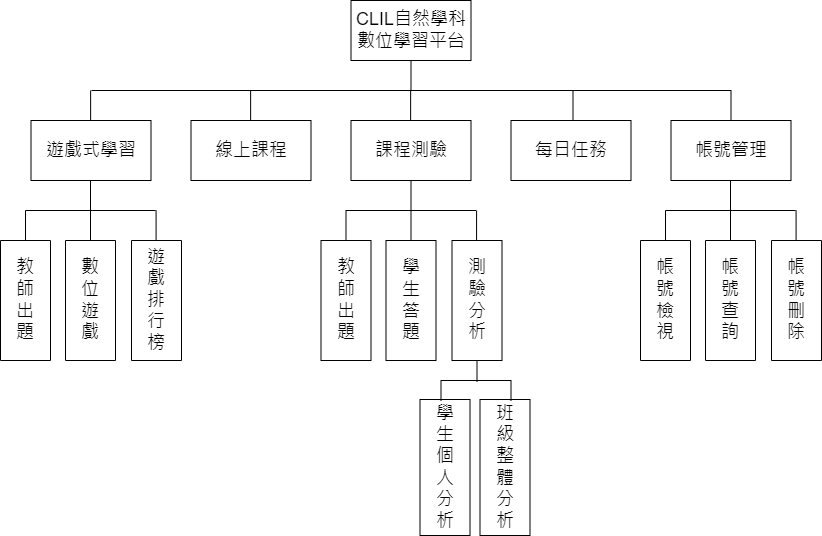 CLIL自然學科
數位學習平台
遊戲式學習
線上課程
課程測驗
每日任務
帳號管理
教師出題
數位遊戲
遊戲排行榜
教師出題
學生答題
測驗分析
帳號檢視
帳號查詢
帳號刪除
學生個人分析
班級整體分析